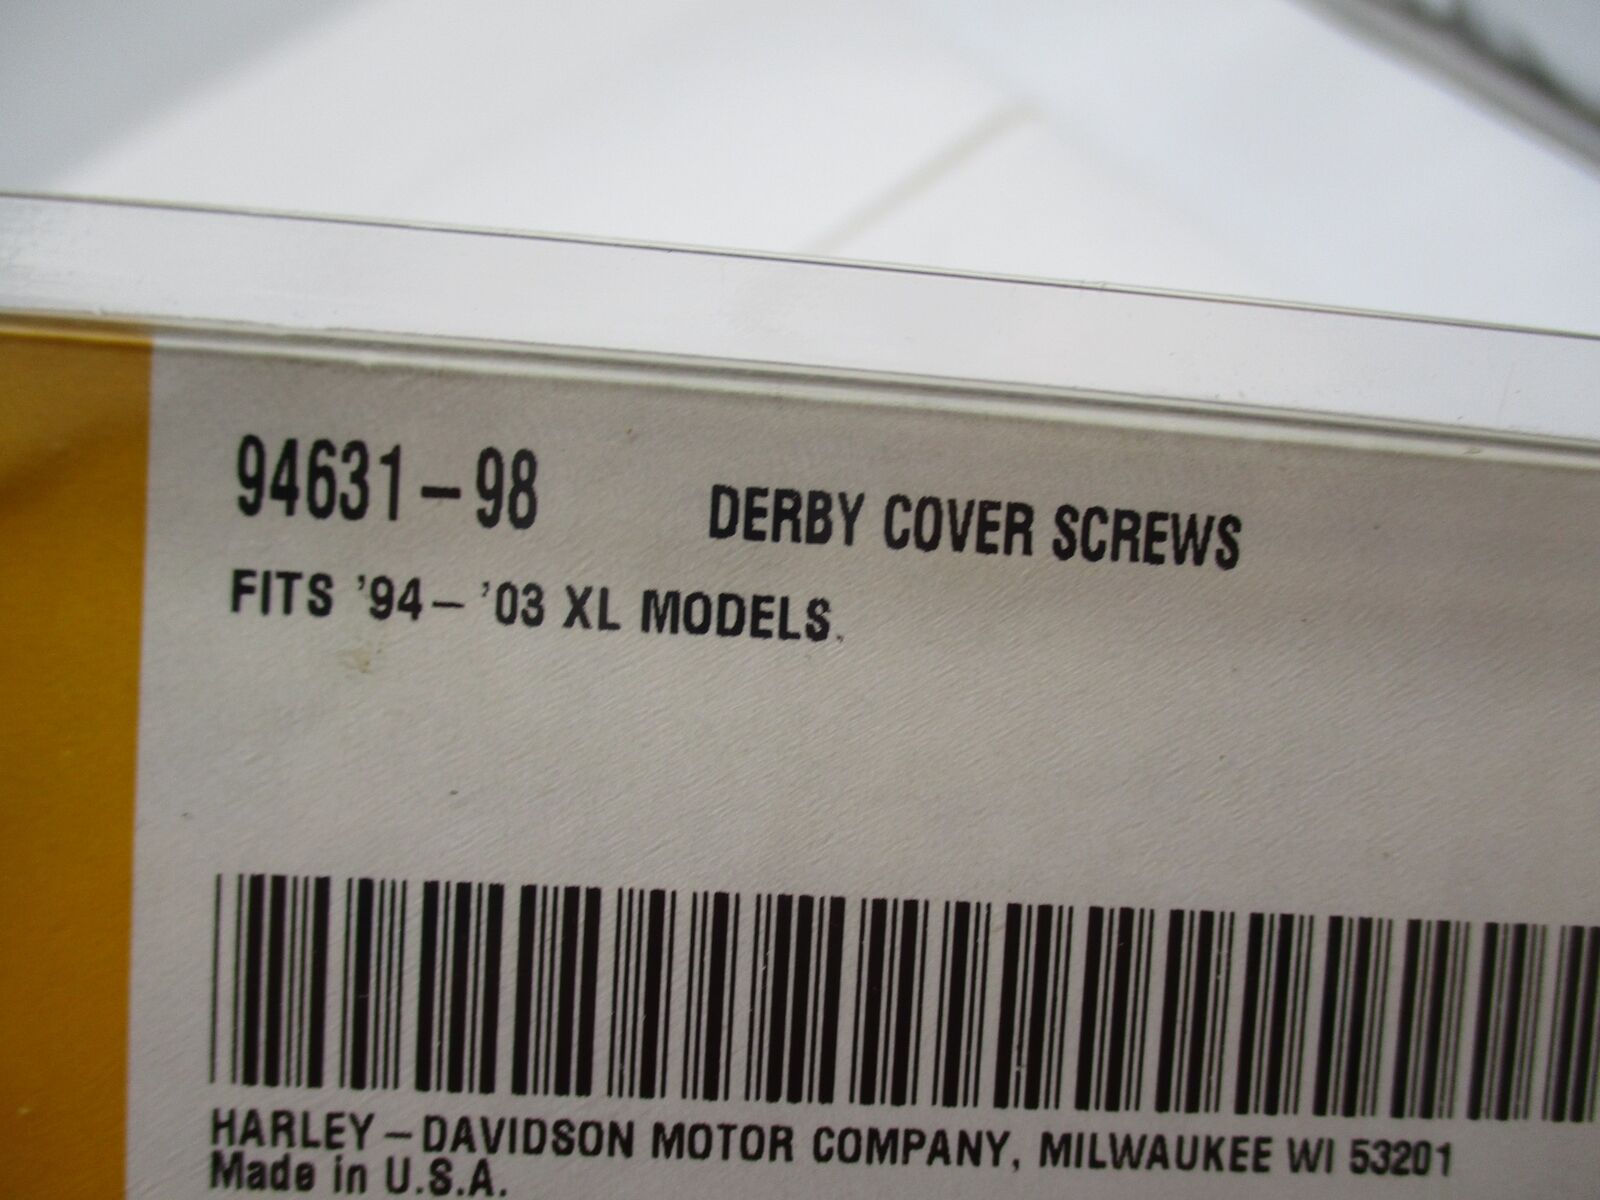 94631-98 DERBY COVER SCREWS
FITS '94- '03 XL MODELS.
HARLEY-DAVIDSON MOTOR COMPANY, MILWAUKEE WI 53201
Made in U.S.A.